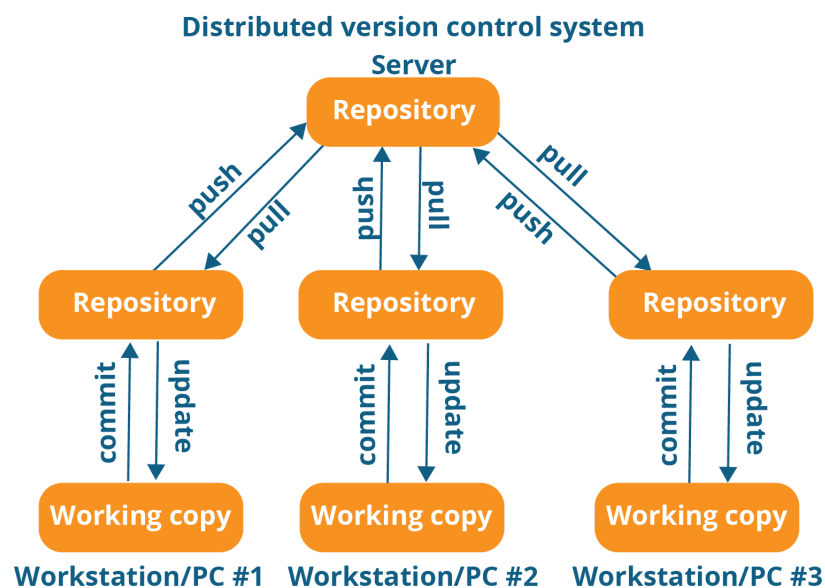 Distributed version control system
Server
Repository
push
pull
push
pull
push
pull
Repository
Repository
Repository
commit
update
commit
update
commit
update
Working copy
Working copy
Working copy
Workstation/PC #1
Workstation/PC #2
Workstation/PC #3